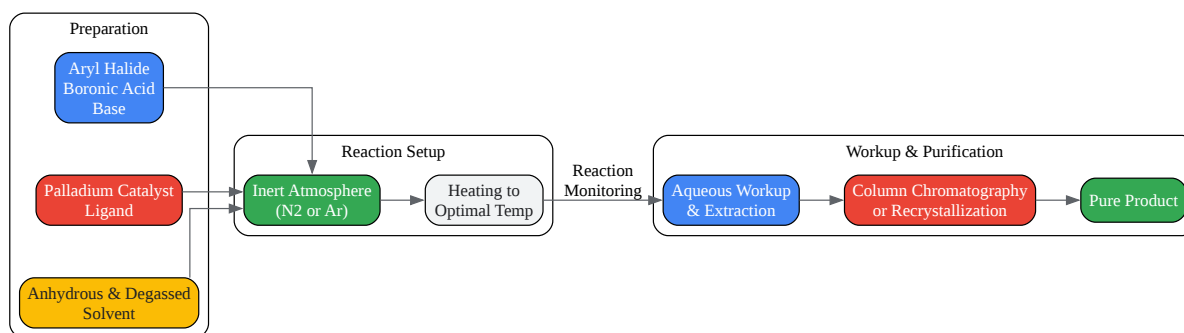 Preparation
Aryl Halide
Boronic Acid
Base
Palladium Catalyst
Ligand
Anhydrous & Degassed
Solvent
Reaction Setup
Inert Atmosphere
(N2 or Ar)
Heating to
Optimal Temp
Reaction
Monitoring
Workup & Purification
Aqueous Workup
& Extraction
Column Chromatography
or Recrystallization
Pure Product